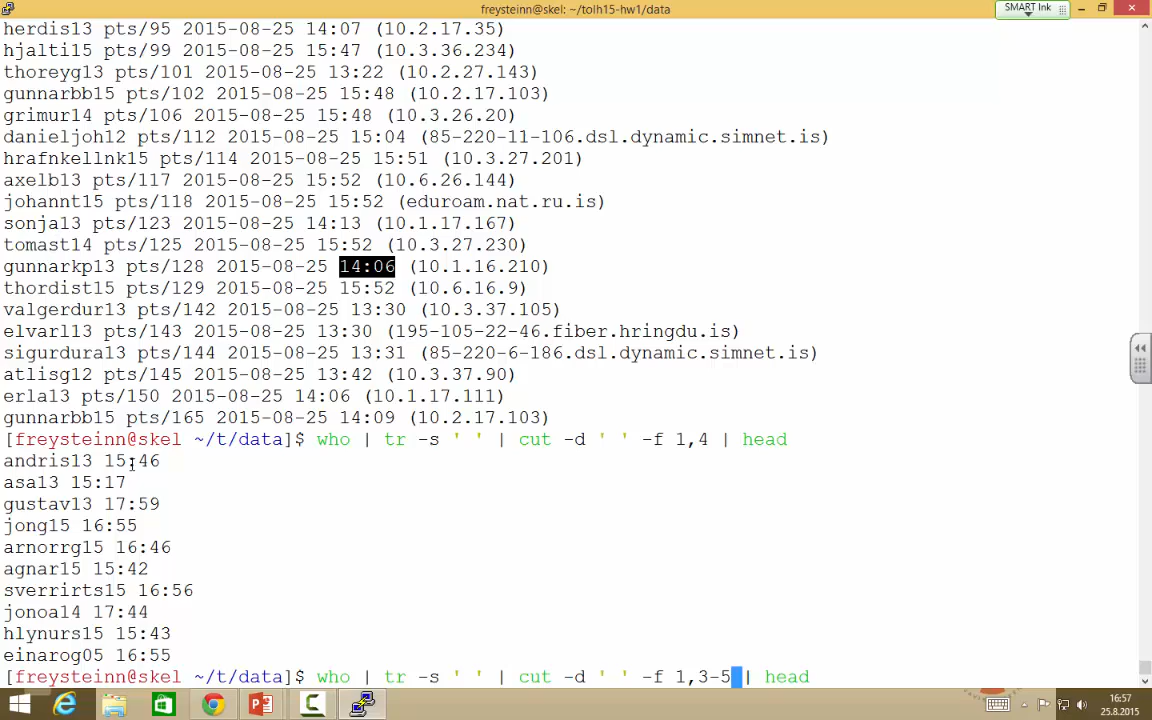 freysteinn@skel: ~/tolh15-hw1/data
SMART Ink
herdis13 pts/95 2015-08-25 14:07 (10.2.17.35)
hjalti15 pts/99 2015-08-25 15:47 (10.3.36.234)
thoreyg13 pts/101 2015-08-25 13:22 (10.2.27.143)
gunnarbb15 pts/102 2015-08-25 15:48 (10.2.17.103)
grimur14 pts/106 2015-08-25 15:48 (10.3.26.20)
danieljoh12 pts/112 2015-08-25 15:04 (85-220-11-106.dsl.dynamic.simnet.is)
hrafnkellnk15 pts/114 2015-08-25 15:51 (10.3.27.201)
axelb13 pts/117 2015-08-25 15:52 (10.6.26.144)
johannt15 pts/118 2015-08-25 15:52 (eduroam.nat.ru.is)
sonja13 pts/123 2015-08-25 14:13 (10.1.17.167)
tomast14 pts/125 2015-08-25 15:52 (10.3.27.230)
gunnarkp13 pts/128 2015-08-25 14:06 (10.1.16.210)
thordist15 pts/129 2015-08-25 15:52 (10.6.16.9)
valgerdur13 pts/142 2015-08-25 13:30 (10.3.37.105)
elvarl13 pts/143 2015-08-25 13:30 (195-105-22-46.fiber.hringdu.is)
sigurdura13 pts/144 2015-08-25 13:31 (85-220-6-186.dsl.dynamic.simnet.is)
atlisg12 pts/145 2015-08-25 13:42 (10.3.37.90)
erla13 pts/150 2015-08-25 14:06 (10.1.17.111)
gunnarbb15 pts/165 2015-08-25 14:09 (10.2.17.103)
[freysteinn@skel ~/t/data]$ who | tr -s ' ' | cut -d ' ' -f 1,4 | head
andris13 15:46
asa13 15:17
gustav13 17:59
jong15 16:55
arnorrg15 16:46
agnar15 15:42
sverrirts15 16:56
jonoa14 17:44
hlynurs15 15:43
einarog05 16:55
[freysteinn@skel ~/t/data]$ who | tr -s ' ' | cut -d ' ' -f 1,3-5 | head
16:57
25.8.2015